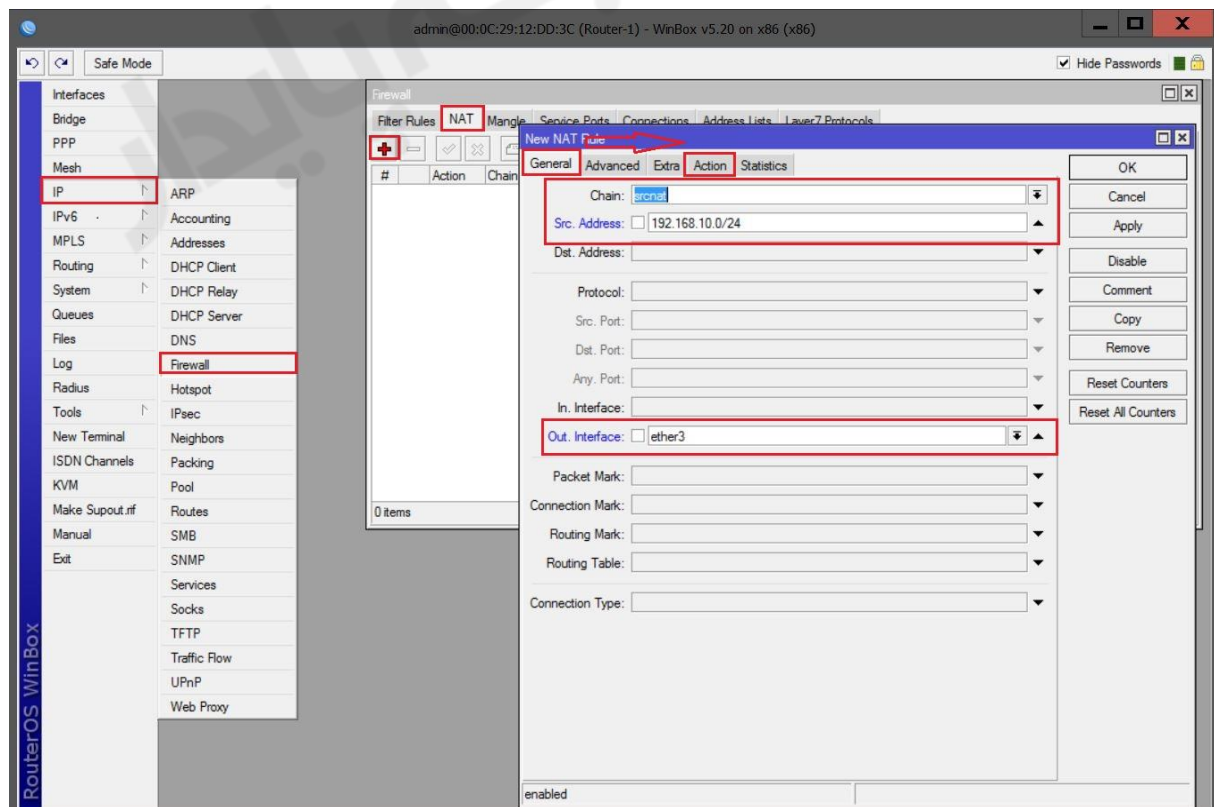 admin@00:0C:29:12:DD:3C (Router-1) - WinBox v5.20 on x86 (x86)
Safe Mode
Hide Passwords
Interfaces
Bridge
PPP
Mesh
IP
IPv6
MPLS
Routing
System
Queues
Files
Log
Radius
Tools
New Terminal
ISDN Channels
KVM
Make Supout.rif
Manual
Exit
RouterOS WinBox
ARP
Accounting
Addresses
DHCP Client
DHCP Relay
DHCP Server
DNS
Firewall
Hotspot
IPsec
Neighbors
Packing
Pool
Routes
SMB
SNMP
Services
Socks
TFTP
Traffic Flow
UPnP
Web Proxy
Firewall
Filter Rules NAT Mangle Service Ports Connections Address Lists Layer7 Protocols
# Action Chain
0 items
New NAT Rule
General Advanced Extra Action Statistics
Chain: srcnat
Src. Address: 192.168.10.0/24
Dst. Address:
Protocol:
Src. Port:
Dst. Port:
Any. Port:
In. Interface:
Out. Interface: ether3
Packet Mark:
Connection Mark:
Routing Mark:
Routing Table:
Connection Type:
enabled
OK
Cancel
Apply
Disable
Comment
Copy
Remove
Reset Counters
Reset All Counters